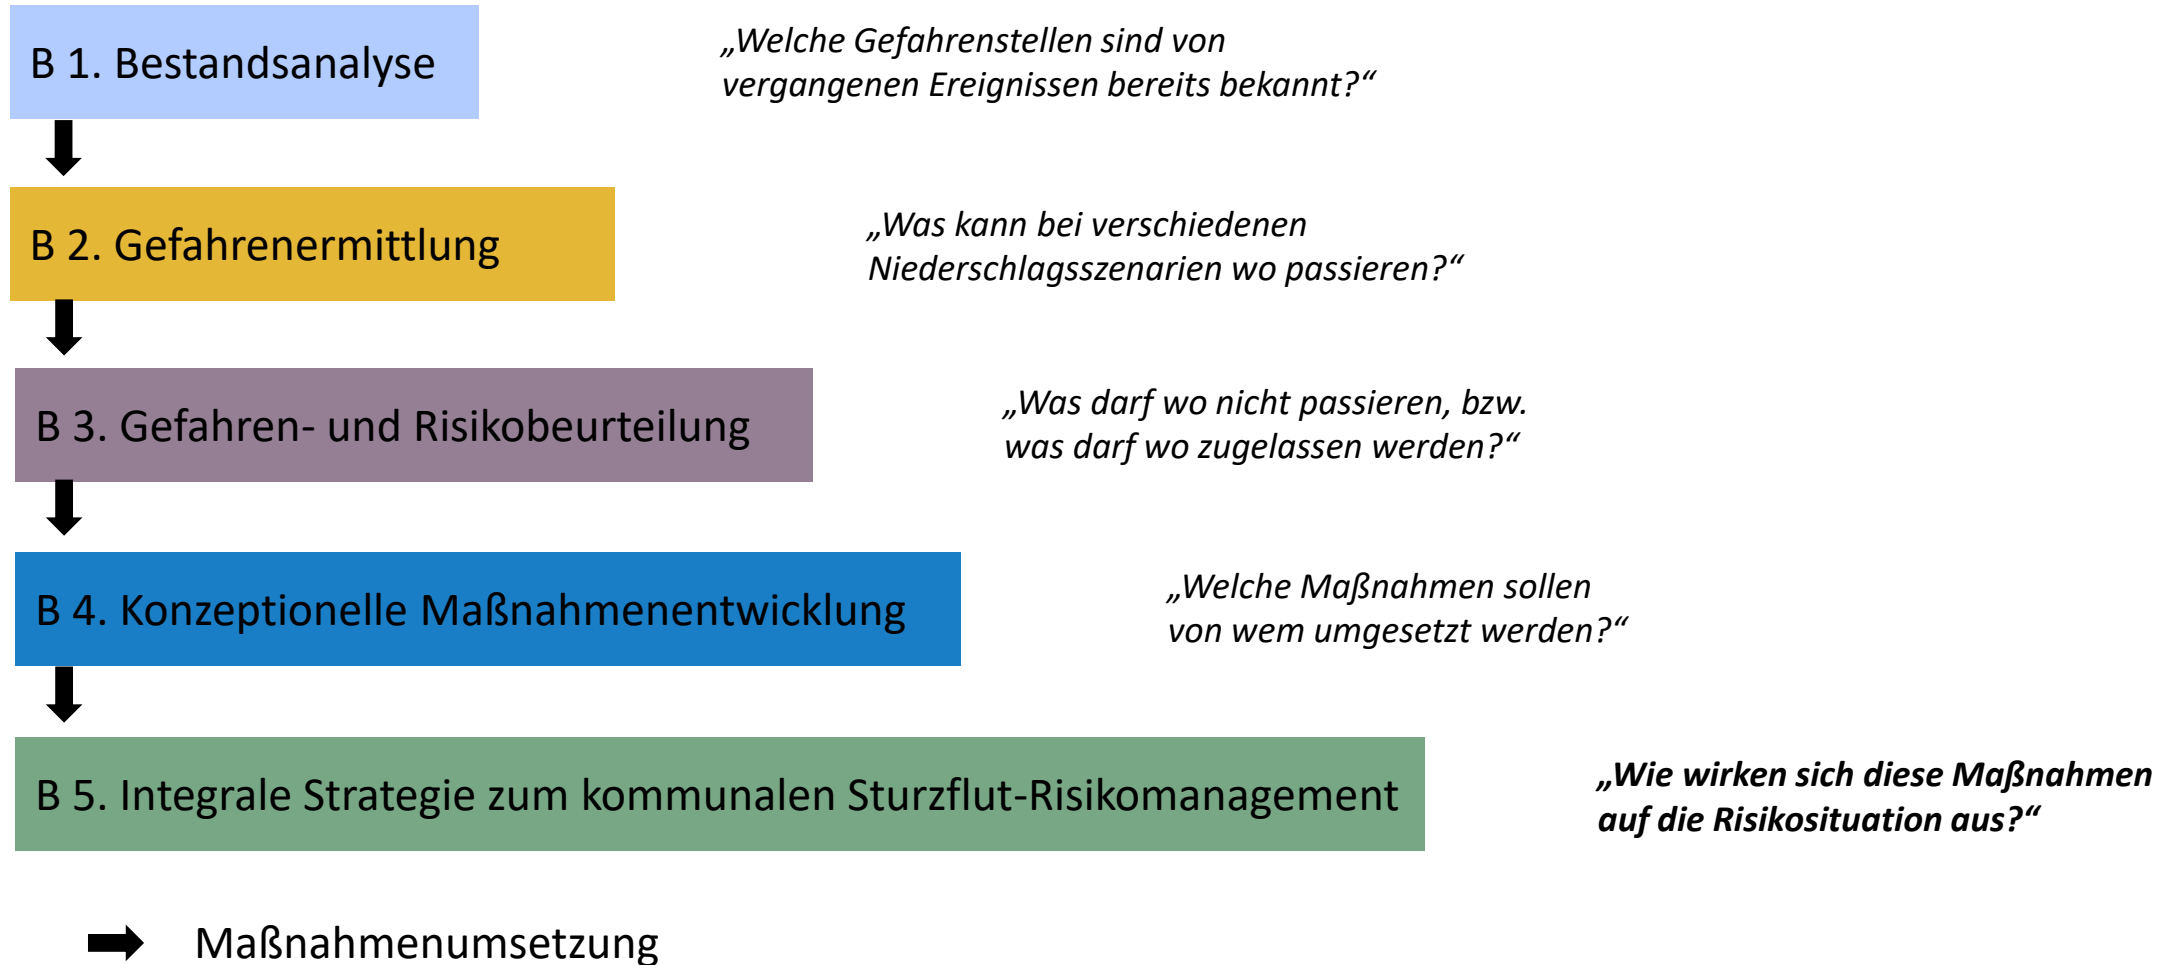 B 1. Bestandsanalyse
„Welche Gefahrenstellen sind von
vergangenen Ereignissen bereits bekannt?“
B 2. Gefahrenermittlung
„Was kann bei verschiedenen
Niederschlagsszenarien wo passieren?“
B 3. Gefahren- und Risikobeurteilung
„Was darf wo nicht passieren, bzw.
was darf wo zugelassen werden?“
B 4. Konzeptionelle Maßnahmenentwicklung
„Welche Maßnahmen sollen
von wem umgesetzt werden?“
B 5. Integrale Strategie zum kommunalen Sturzflut-Risikomanagement
„Wie wirken sich diese Maßnahmen
auf die Risikosituation aus?“
Maßnahmenumsetzung